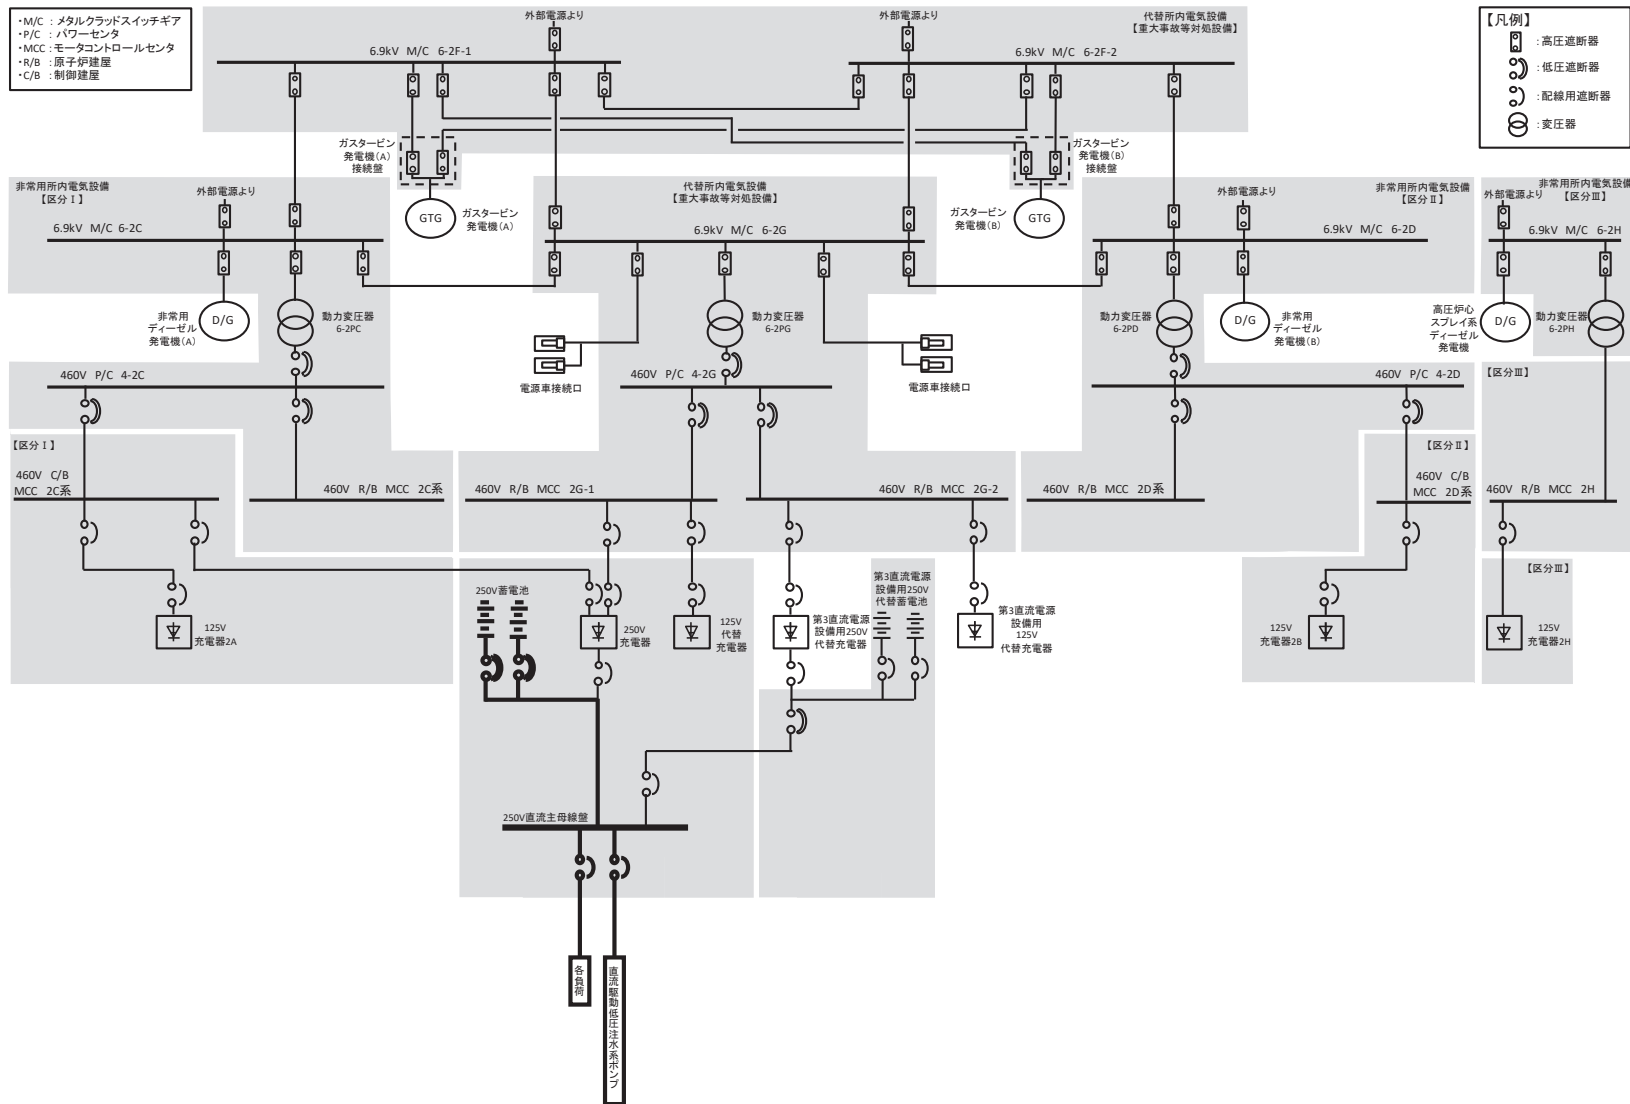 ・M/C : メタルクラッドスイッチギア
・P/C : パワーセンタ
・MCC : モータコントロールセンタ
・R/B : 原子炉建屋
・C/B : 制御建屋
外部電源より
外部電源より
代替所内電気設備
【重大事故等対処設備】
【凡例】
: 高圧遮断器
: 低圧遮断器
: 配線用遮断器
: 変圧器
6.9kV M/C 6-2F-1
6.9kV M/C 6-2F-2
ガスタービン
発電機(A)
接続盤
ガスタービン
発電機(B)
接続盤
非常用所内電気設備
【区分Ⅰ】
外部電源より
代替所内電気設備
【重大事故等対処設備】
外部電源より
非常用所内電気設備
【区分Ⅱ】
外部電源より
非常用所内電気設備
【区分Ⅲ】
GTG
ガスタービン
発電機(A)
ガスタービン
発電機(B)
GTG
6.9kV M/C 6-2C
6.9kV M/C 6-2G
6.9kV M/C 6-2D
6.9kV M/C 6-2H
非常用
ディーゼル
発電機(A)
D/G
動力変圧器
6-2PC
動力変圧器
6-2PG
動力変圧器
6-2PD
D/G
非常用
ディーゼル
発電機(B)
高圧炉心
スプレイ系
ディーゼル
発電機
D/G
動力変圧器
6-2PH
電源車接続口
電源車接続口
460V P/C 4-2C
460V P/C 4-2G
460V P/C 4-2D
【区分Ⅲ】
【区分Ⅰ】
【区分Ⅱ】
460V C/B
MCC 2C系
460V R/B MCC 2C系
460V R/B MCC 2G-1
460V R/B MCC 2G-2
460V R/B MCC 2D系
460V C/B
MCC 2D系
460V R/B MCC 2H
【区分Ⅲ】
125V
充電器2A
250V蓄電池
250V
充電器
125V
代替
充電器
第3直流電源
設備用250V
代替充電器
第3直流電源
設備用250V
代替蓄電池
第3直流電源
設備用
125V
代替充電器
125V
充電器2B
125V
充電器2H
250V直流主母線盤
各負荷
直流駆動低圧注水系ポンプ